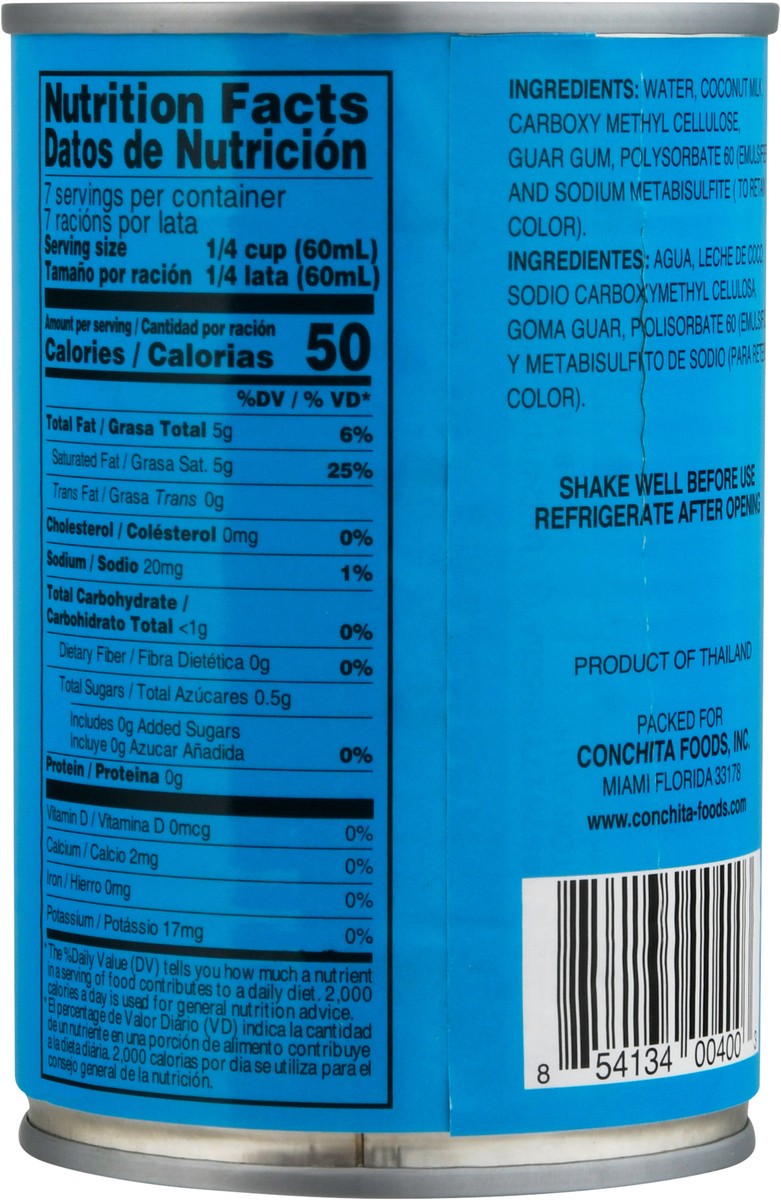 Nutrition Facts
Datos de Nutrición
7 servings per container
7 racións por lata
Serving size 1/4 cup (60mL)
Tamaño por ración 1/4 lata (60mL)
Amount per serving / Cantidad por ración
Calories / Calorias 50
%DV / % VD*
Total Fat / Grasa Total 5g 6%
Saturated Fat / Grasa Sat. 5g 25%
Trans Fat / Grasa Trans 0g
Cholesterol / Colésterol 0mg 0%
Sodium / Sodio 20mg 1%
Total Carbohydrate /
Carbohidrato Total <1g 0%
Dietary Fiber / Fibra Dietética 0g 0%
Total Sugars / Total Azúcares 0.5g
Includes 0g Added Sugars
Incluye 0g Azucar Añadida 0%
Protein / Proteina 0g
Vitamin D / Vitamina D 0mcg 0%
Calcium / Calcio 2mg 0%
Iron / Hierro 0mg 0%
Potassium / Potássio 17mg 0%
*The %Daily Value (DV) tells you how much a nutrient
in a serving of food contributes to a daily diet. 2,000
calories a day is used for general nutrition advice.
*El percentage de Valor Diario (VD) indica la cantidad
de un nutriente en una porción de alimento contribuye
a la dieta diária. 2,000 calorias por dia se utiliza para el
consejo general de la nutrición.
INGREDIENTS: WATER, COCONUT MILK,
CARBOXY METHYL CELLULOSE,
GUAR GUM, POLYSORBATE 60
AND SODIUM METABISULFITE ( TO
COLOR).
INGREDIENTES: AGUA, LECHE DE COCO
SODIO CARBOXYMETHYL CELULOSA,
GOMA GUAR, POLISORBATE 60
Y METABISULFITO DE SODIO (PARA
COLOR).
SHAKE WELL BEFORE USE
REFRIGERATE AFTER OPENING
PRODUCT OF THAILAND
PACKED FOR
CONCHITA FOODS, INC.
MIAMI FLORIDA 33178
www.conchita-foods.com
8 54134 00400 3